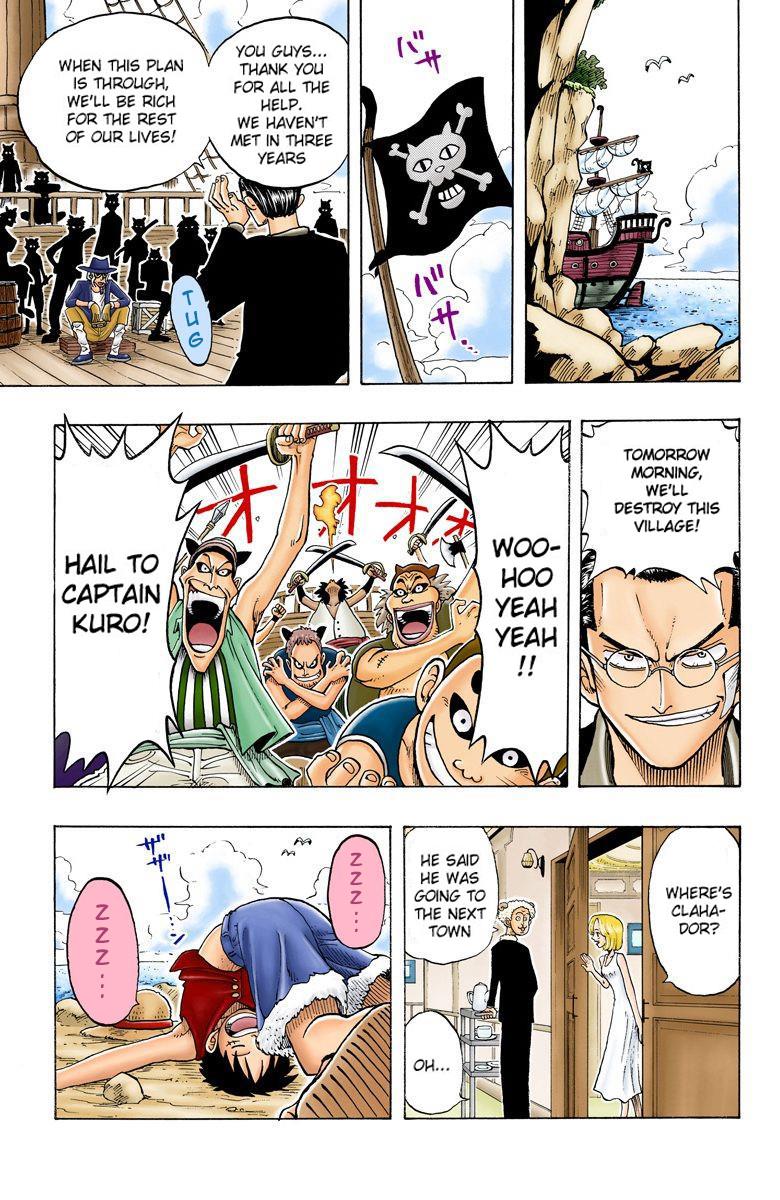 バサ
バサ...
YOU GUYS...
THANK YOU
FOR ALL THE
HELP.
WE HAVEN'T
MET IN THREE
YEARS
WHEN THIS PLAN
IS THROUGH,
WE'LL BE RICH
FOR THE REST
OF OUR LIVES!
TUG
TOMORROW
MORNING,
WE'LL
DESTROY THIS
VILLAGE!
WOO-
HOO
YEAH
YEAH
!!
オオオオ
HAIL TO
CAPTAIN
KURO!
WHERE'S
CLAHA-
DOR?
HE SAID
HE WAS
GOING TO
THE NEXT
TOWN
OH...
ZZZ...
ザザーン
ZZZ...